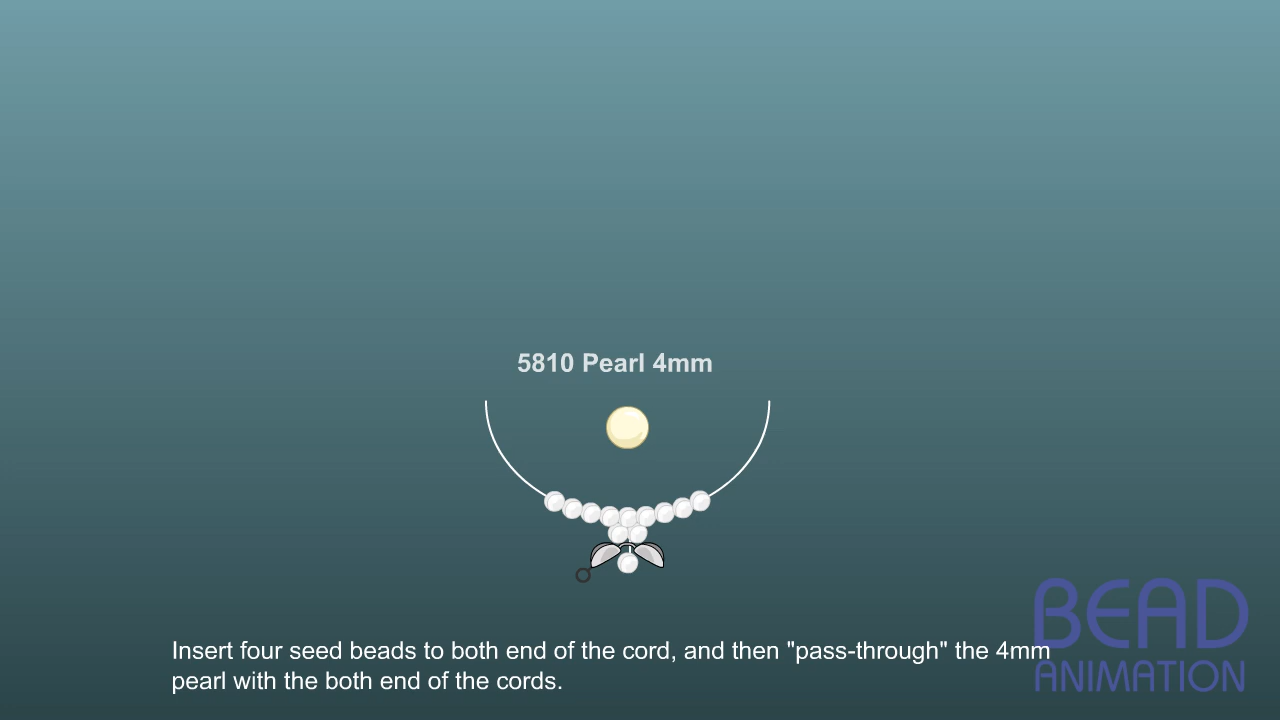 5810 Pearl 4mm
Insert four seed beads to both end of the cord, and then "pass-through" the 4mm
pearl with the both end of the cords.
BEAD
ANIMATION